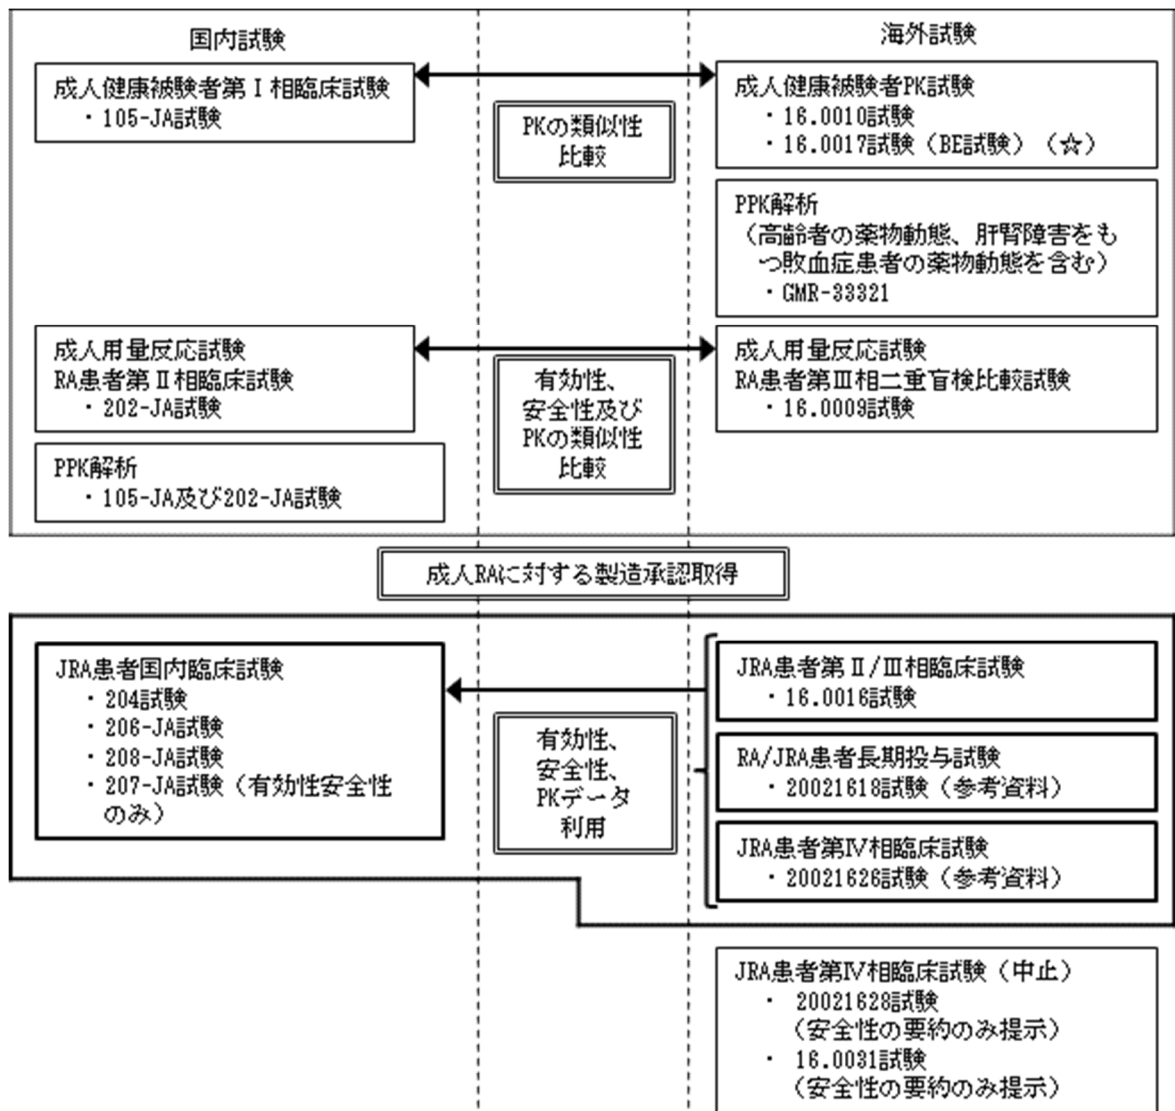 国内試験
海外試験
成人健康被験者第Ⅰ相臨床試験
・105-JA試験
PKの類似性
比較
成人健康被験者PK試験
・16.0010試験
・16.0017試験（BE試験）（☆）
PPK解析
（高齢者の薬物動態、肝腎障害をも
つ敗血症患者の薬物動態を含む）
・GMR-33321
成人用量反応試験
RA患者第Ⅱ相臨床試験
・202-JA試験
有効性、
安全性及び
PKの類似性
比較
成人用量反応試験
RA患者第Ⅲ相二重盲検比較試験
・16.0009試験
PPK解析
・105-JA及び202-JA試験
成人RAに対する製造承認取得
JRA患者国内臨床試験
・204試験
・206-JA試験
・208-JA試験
・207-JA試験（有効性安全性
のみ）
有効性、
安全性、
PKデータ
利用
JRA患者第Ⅱ/Ⅲ相臨床試験
・16.0016試験
RA/JRA患者長期投与試験
・20021618試験（参考資料）
JRA患者第Ⅳ相臨床試験
・20021626試験（参考資料）
JRA患者第Ⅳ相臨床試験（中止）
・ 20021628試験
（安全性の要約のみ提示）
・ 16.0031試験
（安全性の要約のみ提示）